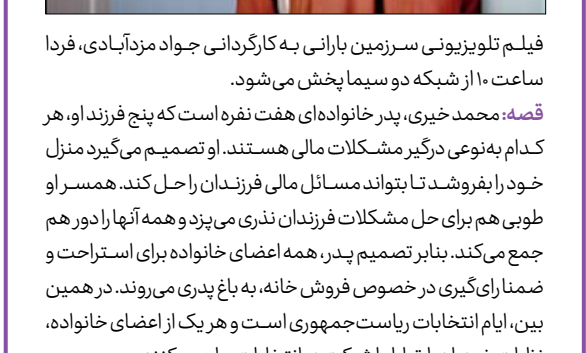 فیلم تلویزیونی سرزمین بارانی به کارگردانی جواد مزدآبادی، فردا
ساعت ۱۰ از شبکه دو سیما پخش می‌شود.
قصه: محمد خیری، پدر خانواده‌ای هفت نفره است که پنج فرزند او، هر
کدام به‌نوعی درگیر مشکلات مالی هستند. او تصمیم می‌گیرد منزل
خود را بفروشد تا بتواند مسائل مالی فرزندان را حل کند. همسر او
طوبی هم برای حل مشکلات فرزندان نذری می‌پزد و همه آنها را دور هم
جمع می‌کند. بنابر تصمیم پدر، همه اعضای خانواده برای استراحت و
ضمنا رای‌گیری در خصوص فروش خانه، به باغ پدری می‌روند. در همین
بین، ایام انتخابات ریاست‌جمهوری است و هر یک از اعضای خانواده،